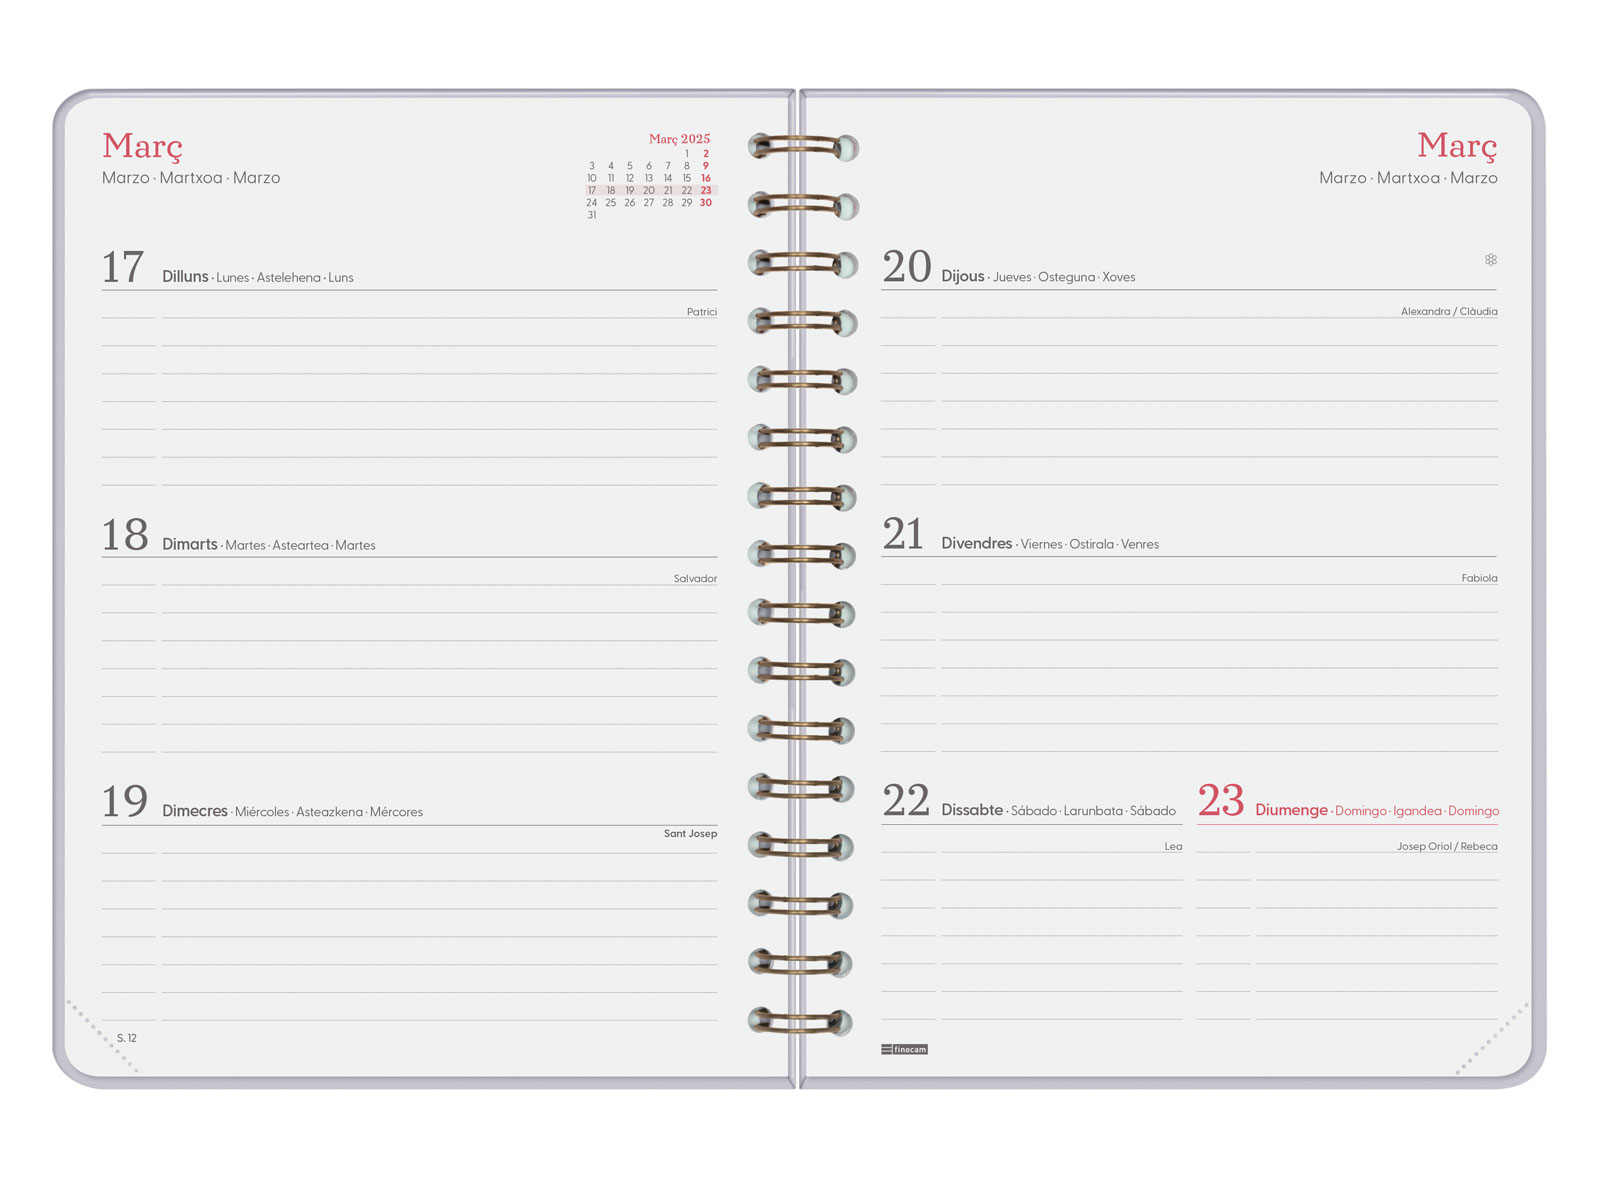 Març
Marzo · Martxoa · Marzo
Març 2025
1 2
3 4 5 6 7 8 9
10 11 12 13 14 15 16
17 18 19 20 21 22 23
24 25 26 27 28 29 30
31
17 Dilluns · Lunes · Astelehena · Luns
Patrici
18 Dimarts · Martes · Asteartea · Martes
Salvador
19 Dimecres · Miércoles · Asteazkena · Mércores
Sant Josep
S. 12
Març
Marzo · Martxoa · Marzo
20 Dijous · Jueves · Osteguna · Xoves
Alexandra / Clàudia
21 Divendres · Viernes · Ostirala · Venres
Fabiola
22 Dissabte · Sábado · Larunbata · Sábado
Lea
23 Diumenge · Domingo · Igandea · Domingo
Josep Oriol / Rebeca
finocam